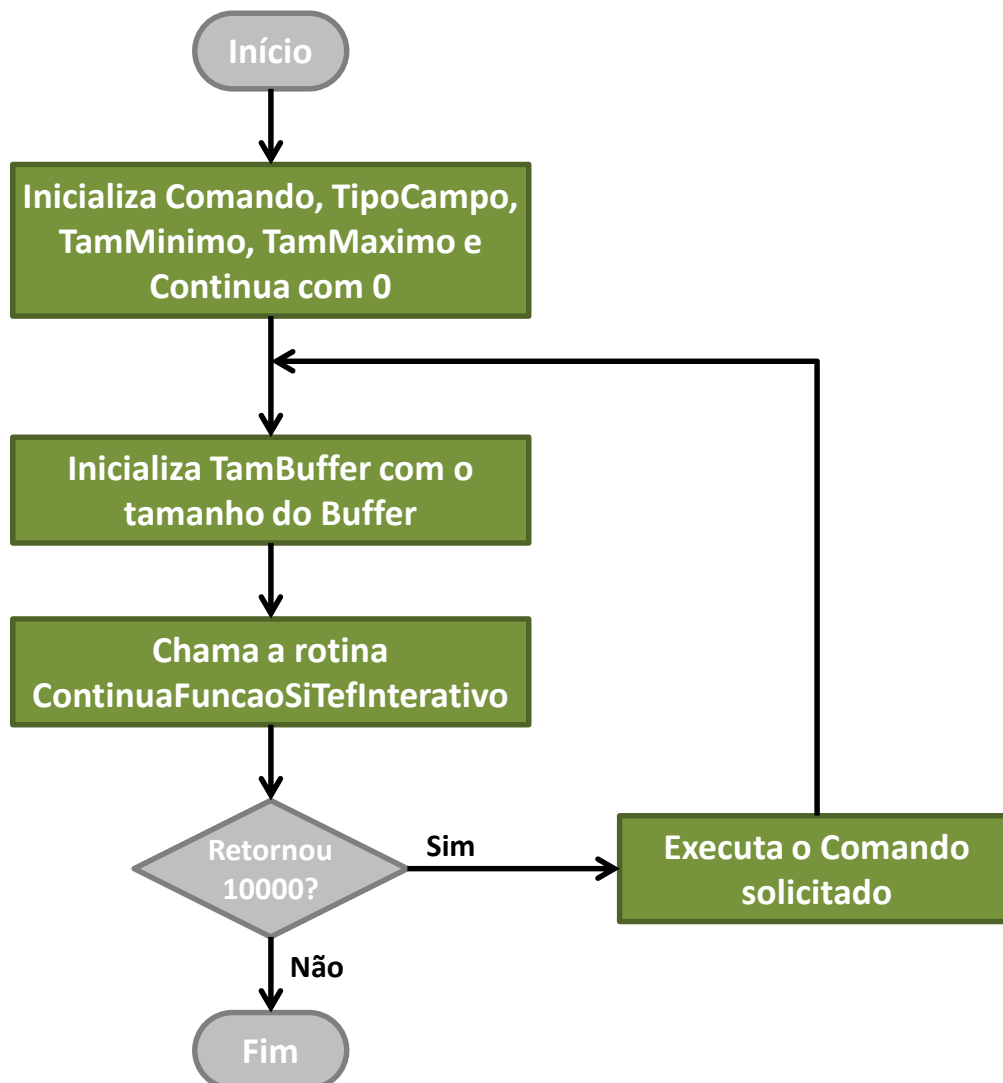 Início
Inicializa Comando, TipoCampo,
TamMinimo, TamMaximo e
Continua com 0
Inicializa TamBuffer com o
tamanho do Buffer
Chama a rotina
ContinuaFuncaoSiTefInterativo
Retornou
10000?
Sim
Executa o Comando
solicitado
Não
Fim